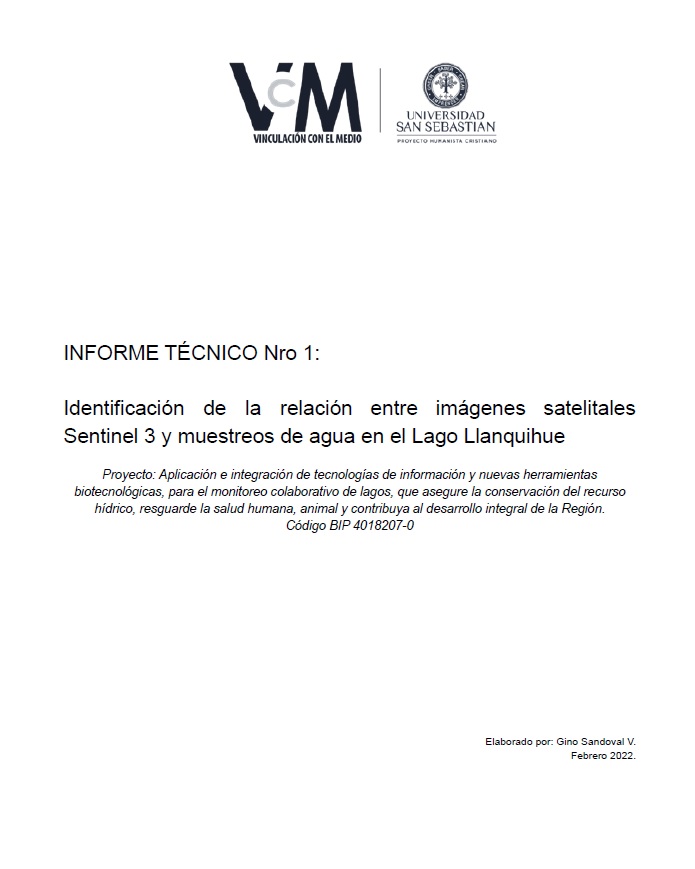 VCM
VINCULACIÓN CON EL MEDIO
UNIVERSIDAD
SAN SEBASTIAN
PROYECTO HUMANISTA CRISTIANO
INFORME TÉCNICO Nro 1:
Identificación de la relación entre imágenes satelitales
Sentinel 3 y muestreos de agua en el Lago Llanquihue
Proyecto: Aplicación e integración de tecnologías de información y nuevas herramientas
biotecnológicas, para el monitoreo colaborativo de lagos, que asegure la conservación del recurso
hídrico, resguarde la salud humana, animal y contribuya al desarrollo integral de la Región.
Código BIP 4018207-0
Elaborado por: Gino Sandoval V.
Febrero 2022.